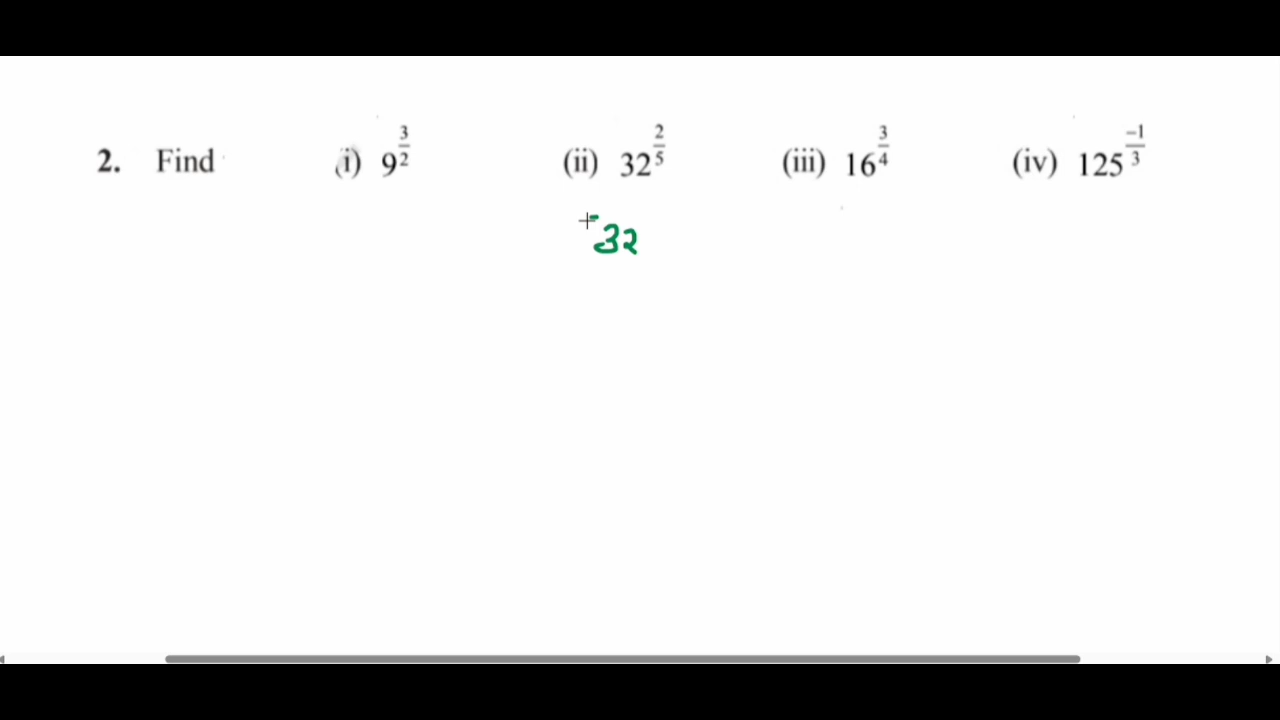 2. Find (i) 9^{3/2} (ii) 32^{2/5} (iii) 16^{3/4} (iv) 125^{-1/3}
32